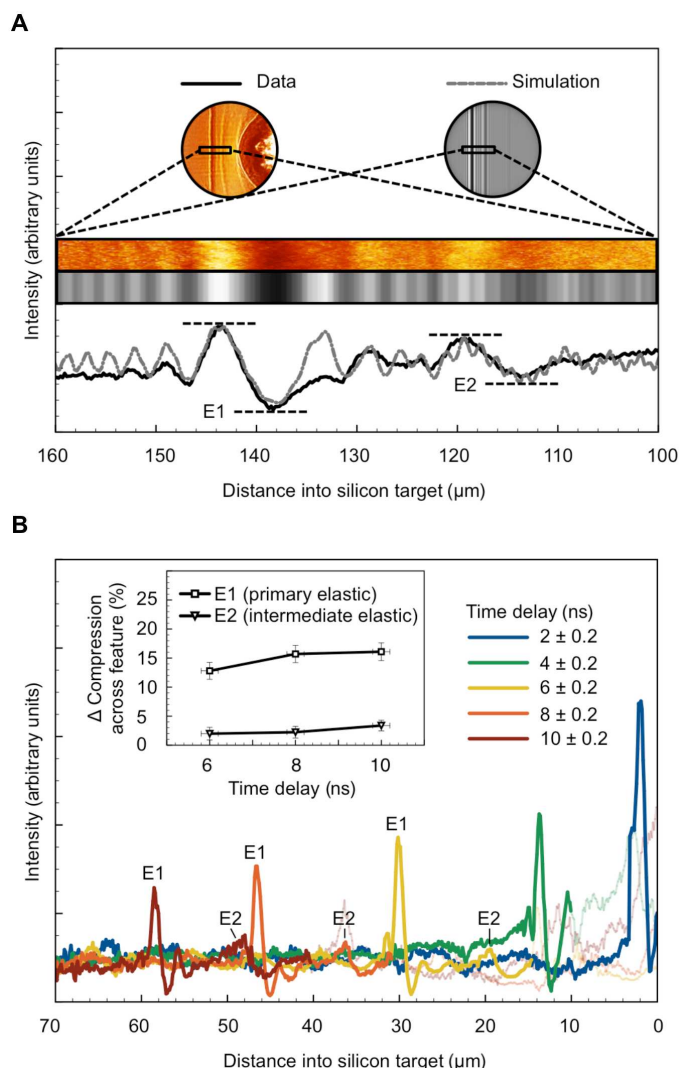 A
Data
Simulation
Intensity (arbitrary units)
E1
E2
160 150 140 130 120 110 100
Distance into silicon target (µm)
B
25
20
15
10
5
0
Δ Compression
across feature (%)
E1 (primary elastic)
E2 (intermediate elastic)
6 8 10
Time delay (ns)
Time delay (ns)
2 ± 0.2
4 ± 0.2
6 ± 0.2
8 ± 0.2
10 ± 0.2
Intensity (arbitrary units)
E1
E1
E1
E2
E2
E2
70 60 50 40 30 20 10 0
Distance into silicon target (µm)